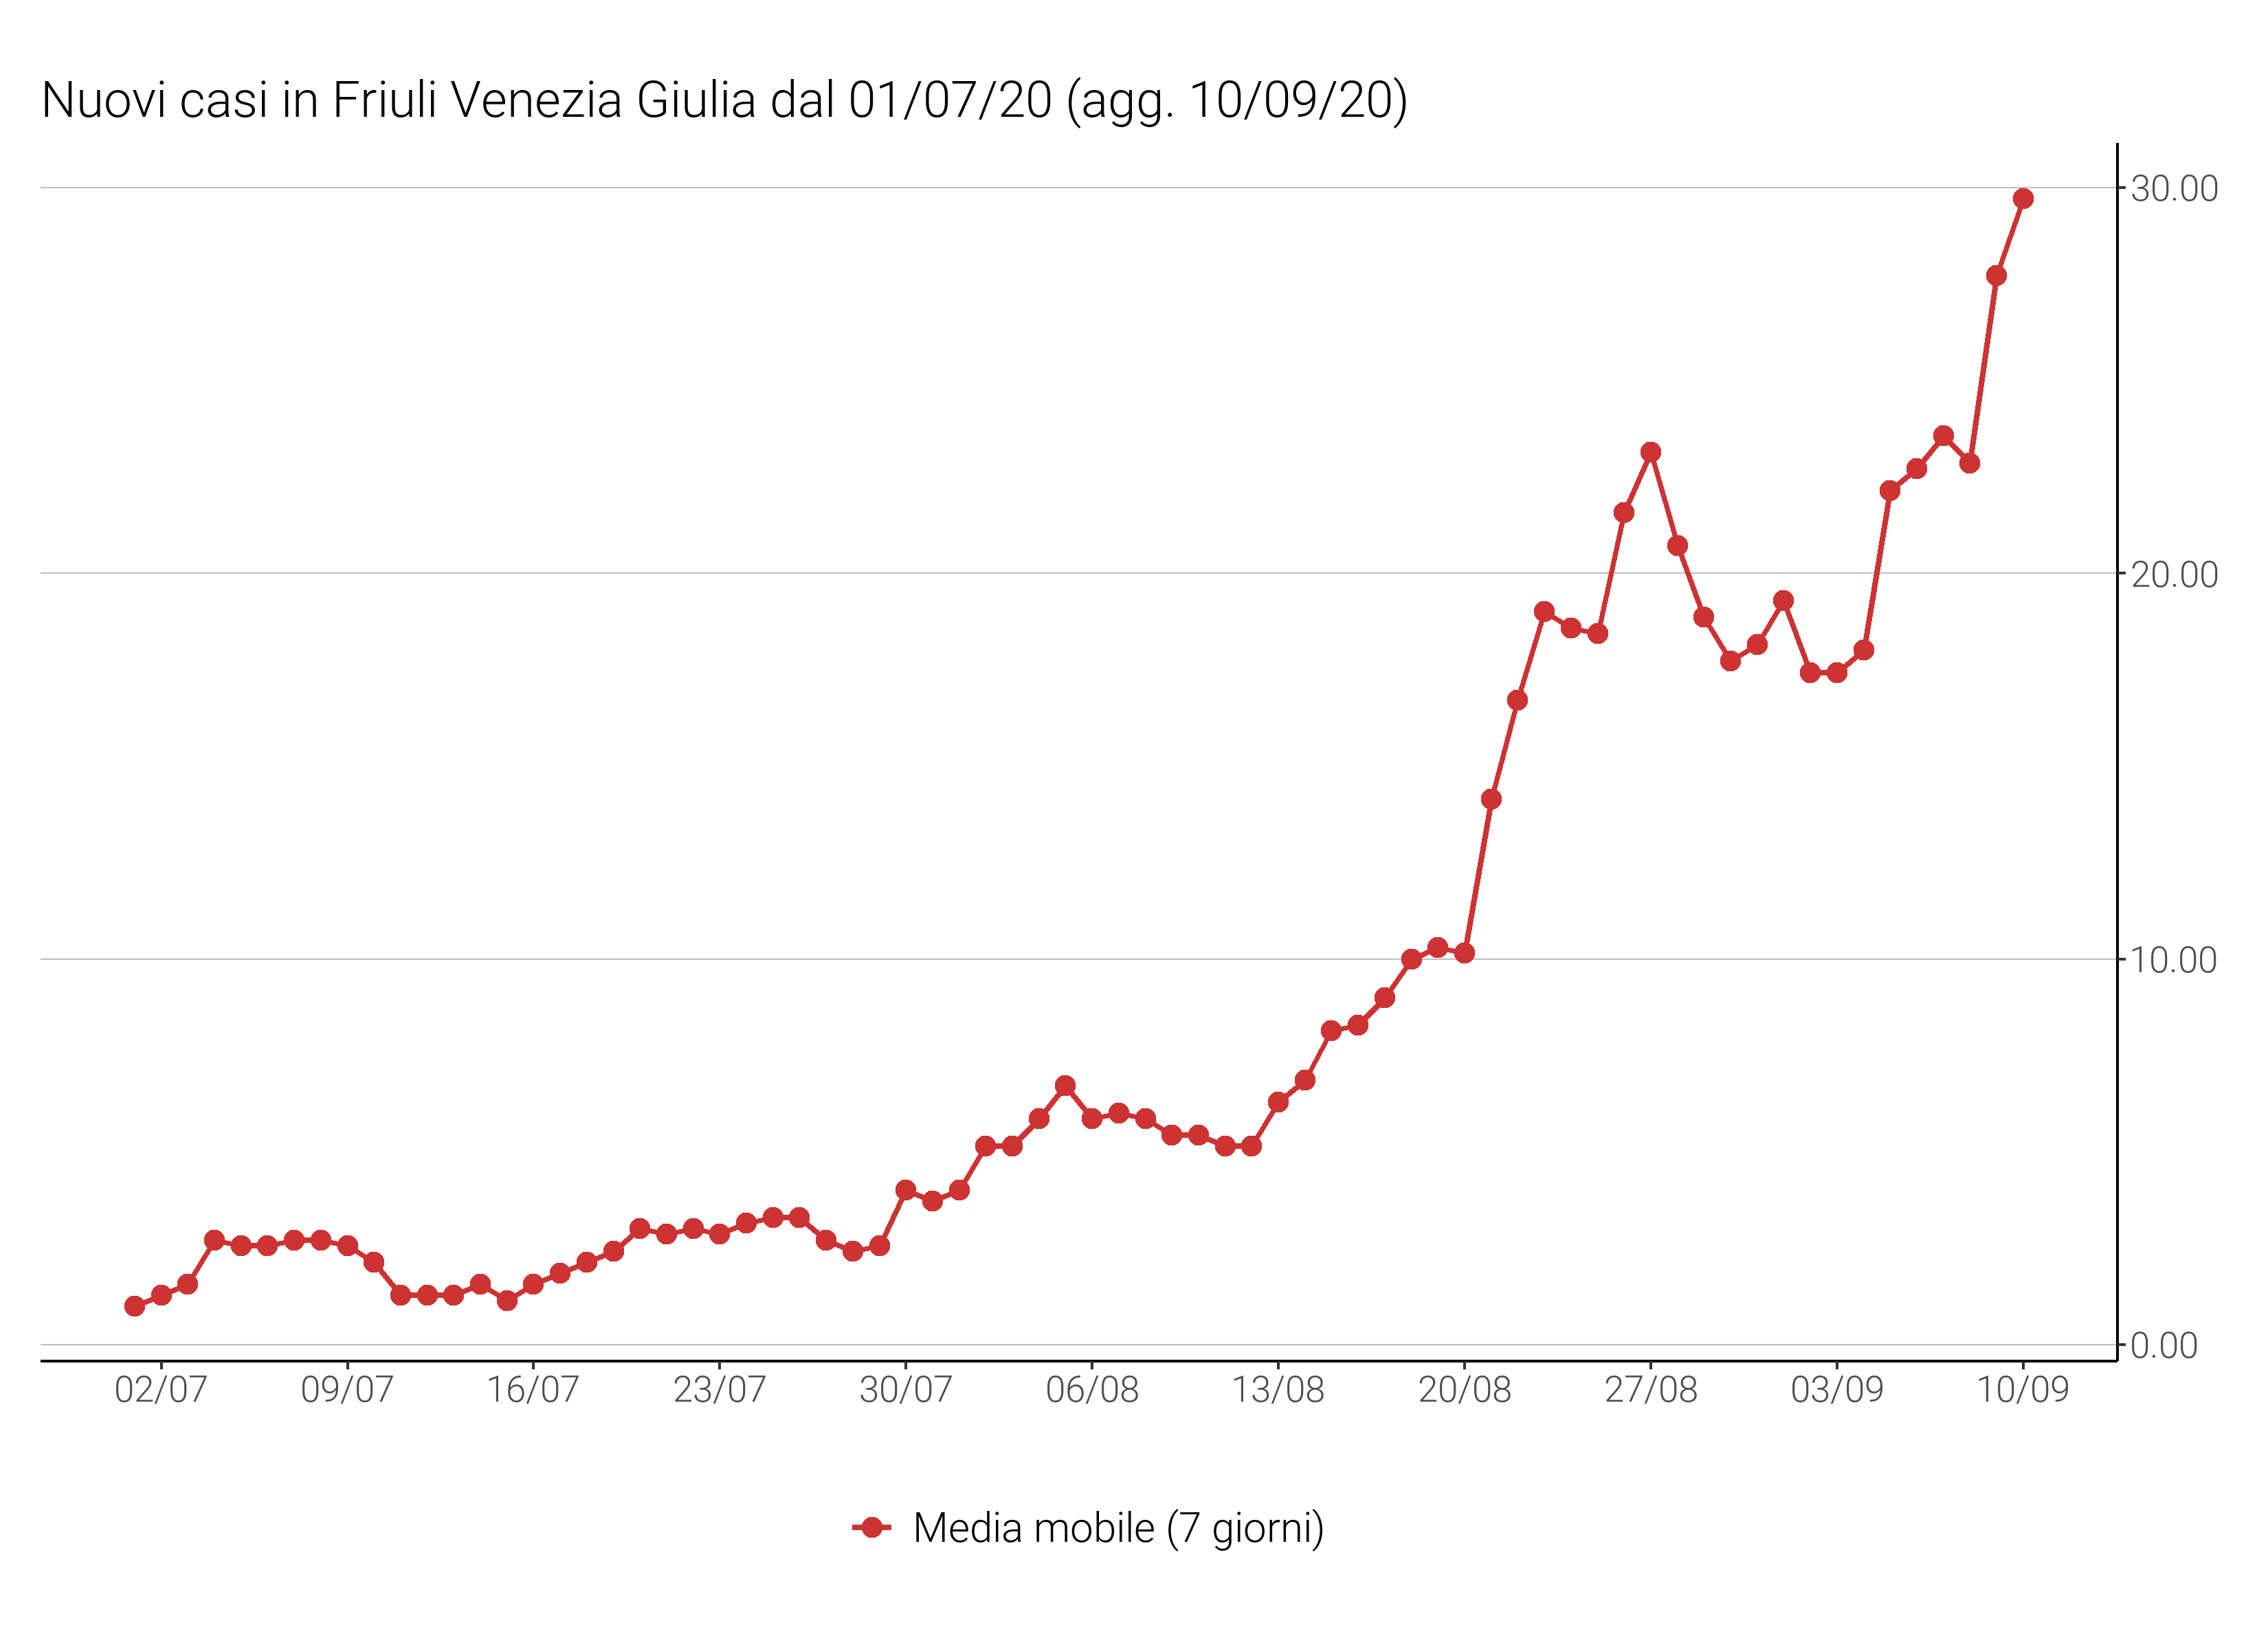 Nuovi casi in Friuli Venezia Giulia dal 01/07/20 (agg. 10/09/20)
30.00
20.00
10.00
0.00
02/07 09/07 16/07 23/07 30/07 06/08 13/08 20/08 27/08 03/09 10/09
Media mobile (7 giorni)